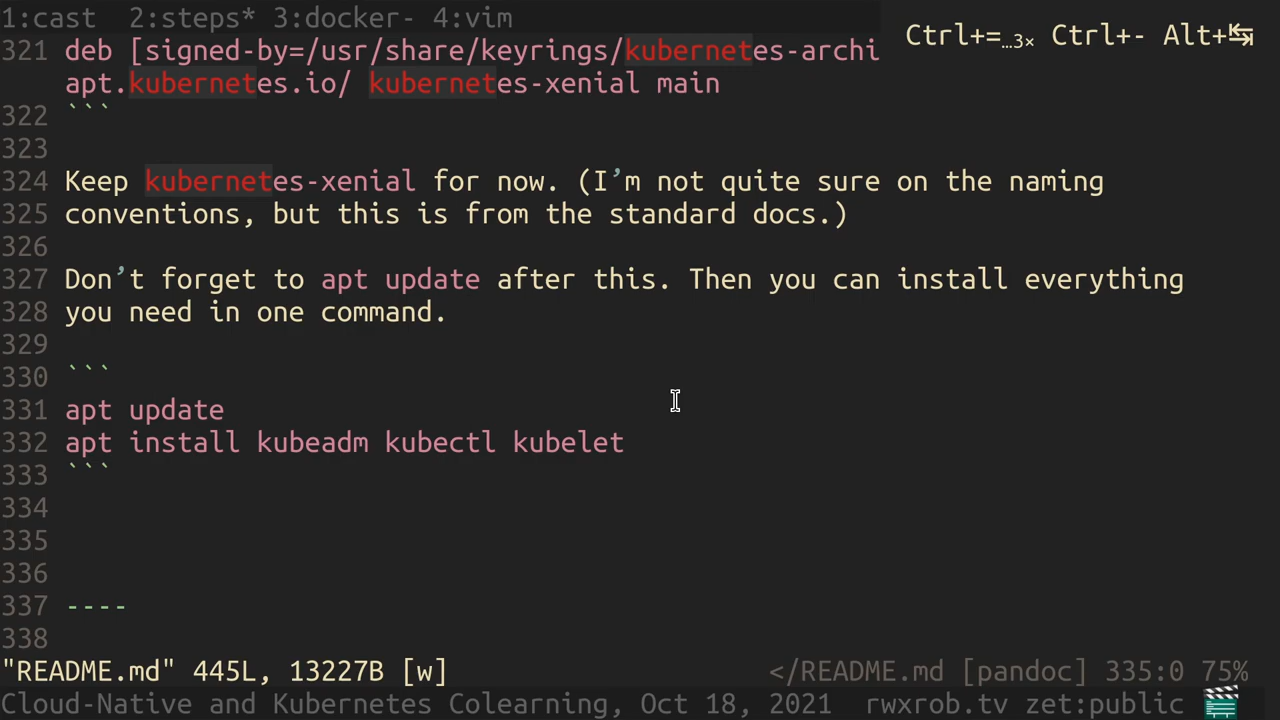 1:cast  2:steps* 3:docker- 4:vim
Ctrl+=…3× Ctrl+- Alt+↹
321 deb [signed-by=/usr/share/keyrings/kubernetes-archi
apt.kubernetes.io/ kubernetes-xenial main
322 ```
323
324 Keep kubernetes-xenial for now. (I’m not quite sure on the naming
325 conventions, but this is from the standard docs.)
326
327 Don’t forget to apt update after this. Then you can install everything
328 you need in one command.
329
330 ```
331 apt update
332 apt install kubeadm kubectl kubelet
333 ```
334
335
336
337 ----
338
"README.md" 445L, 13227B [w] </README.md [pandoc] 335:0 75%
Cloud-Native and Kubernetes Colearning, Oct 18, 2021 rwxrob.tv zet:public 🎬